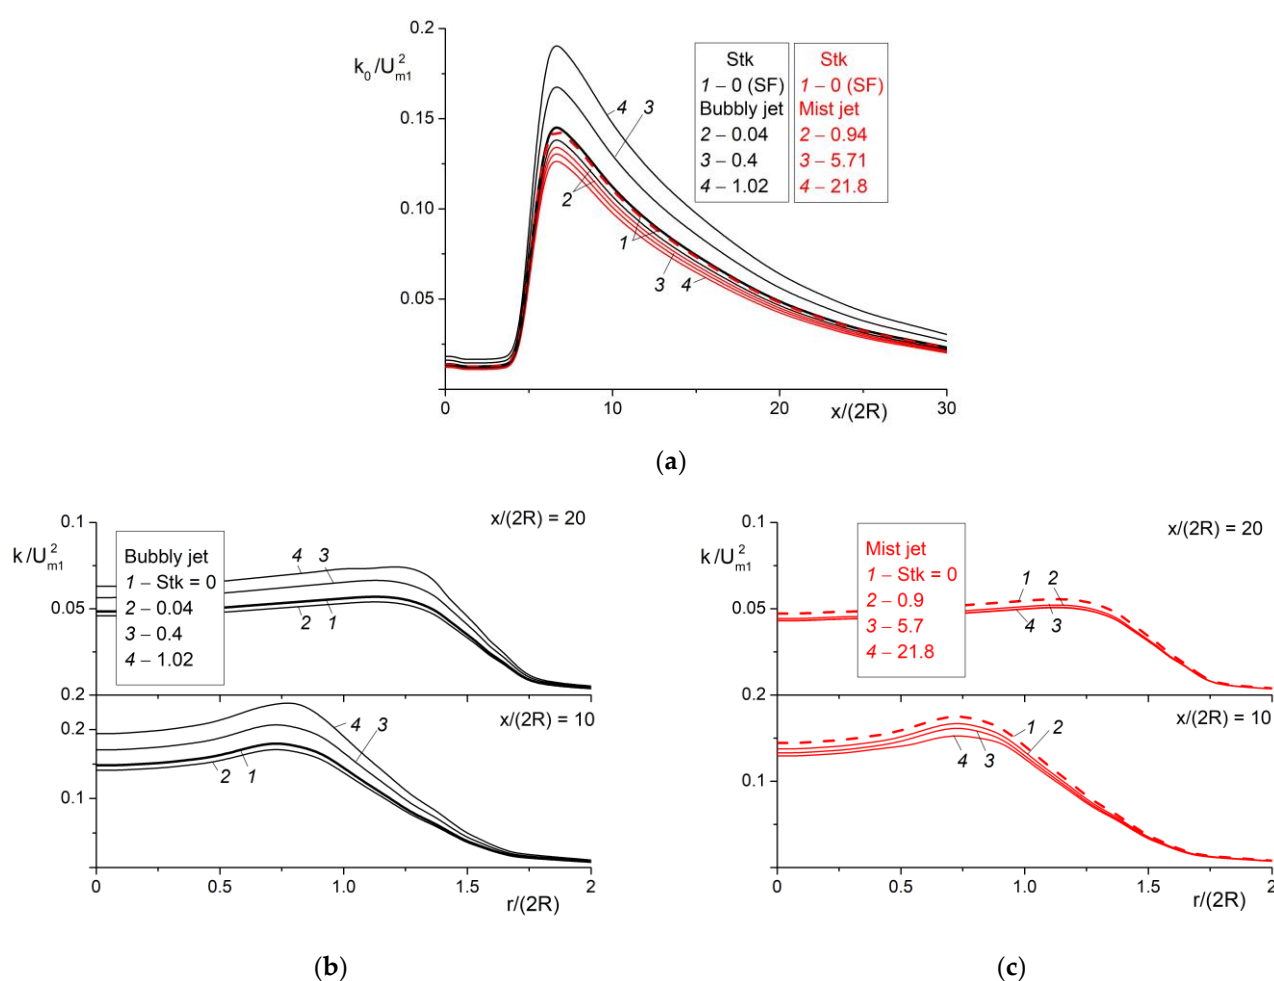 0.2
k₀/U²ₘ₁
0.15
0.10
0.05
0
10
20
30
x/(2R)
4
3
2
1
3
4
Stk
1 – 0 (SF)
Bubbly jet
2 – 0.04
3 – 0.4
4 – 1.02
Stk
1 – 0 (SF)
Mist jet
2 – 0.94
3 – 5.71
4 – 21.8
(a)
0.1
x/(2R) = 20
k/U²ₘ₁
Bubbly jet
1 – Stk = 0
2 – 0.04
3 – 0.4
4 – 1.02
4 3
0.05
2 1
0.2
x/(2R) = 10
0.2
4 3
2 1
0.1
0
0.5
1.0
1.5
2
r/(2R)
(b)
0.1
x/(2R) = 20
k/U²ₘ₁
Mist jet
1 – Stk = 0
2 – 0.9
3 – 5.7
4 – 21.8
1 2
0.05
4 3
0.2
x/(2R) = 10
1 2
4 3
0.1
0
0.5
1.0
1.5
2
r/(2R)
(c)